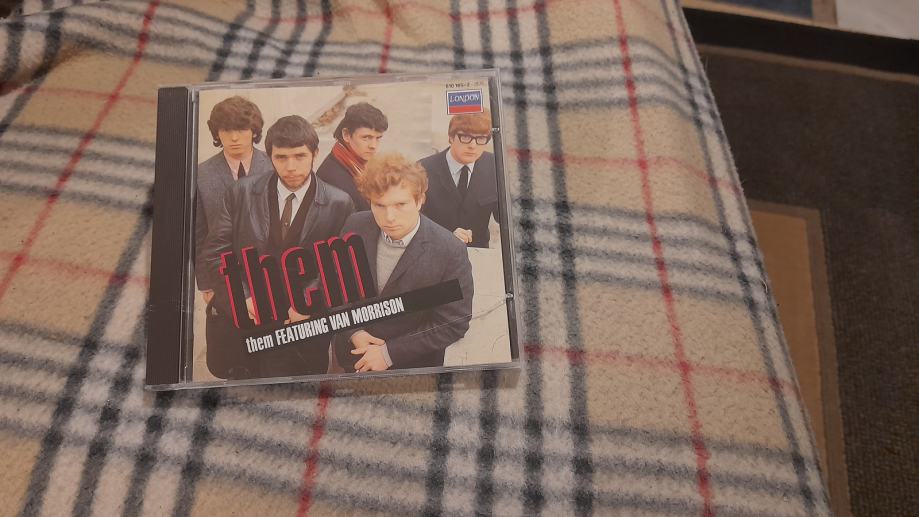 LONDON
them
them FEATURING VAN MORRISON